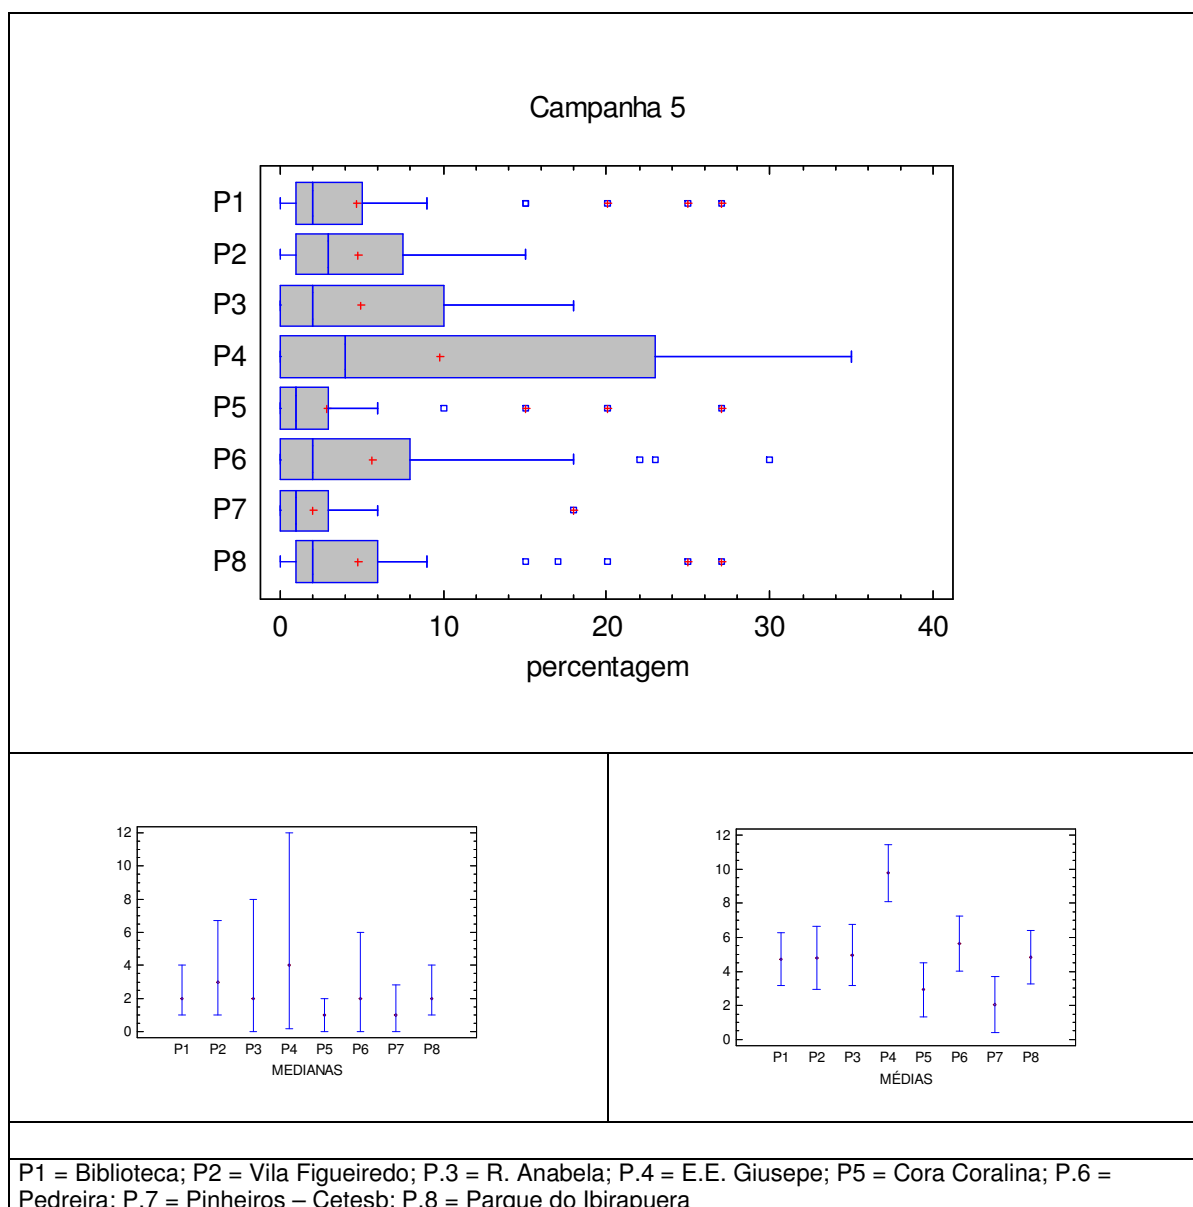 Campanha 5
P1
P2
P3
P4
P5
P6
P7
P8
0 10 20 30 40
percentagem
12
10
8
6
4
2
0
P1 P2 P3 P4 P5 P6 P7 P8
MEDIANAS
12
10
8
6
4
2
0
P1 P2 P3 P4 P5 P6 P7 P8
MÉDIAS
P1 = Biblioteca; P2 = Vila Figueiredo; P.3 = R. Anabela; P.4 = E.E. Giusepe; P5 = Cora Coralina; P.6 =
Pedreira; P.7 = Pinheiros – Cetesb; P.8 = Parque do Ibirapuera